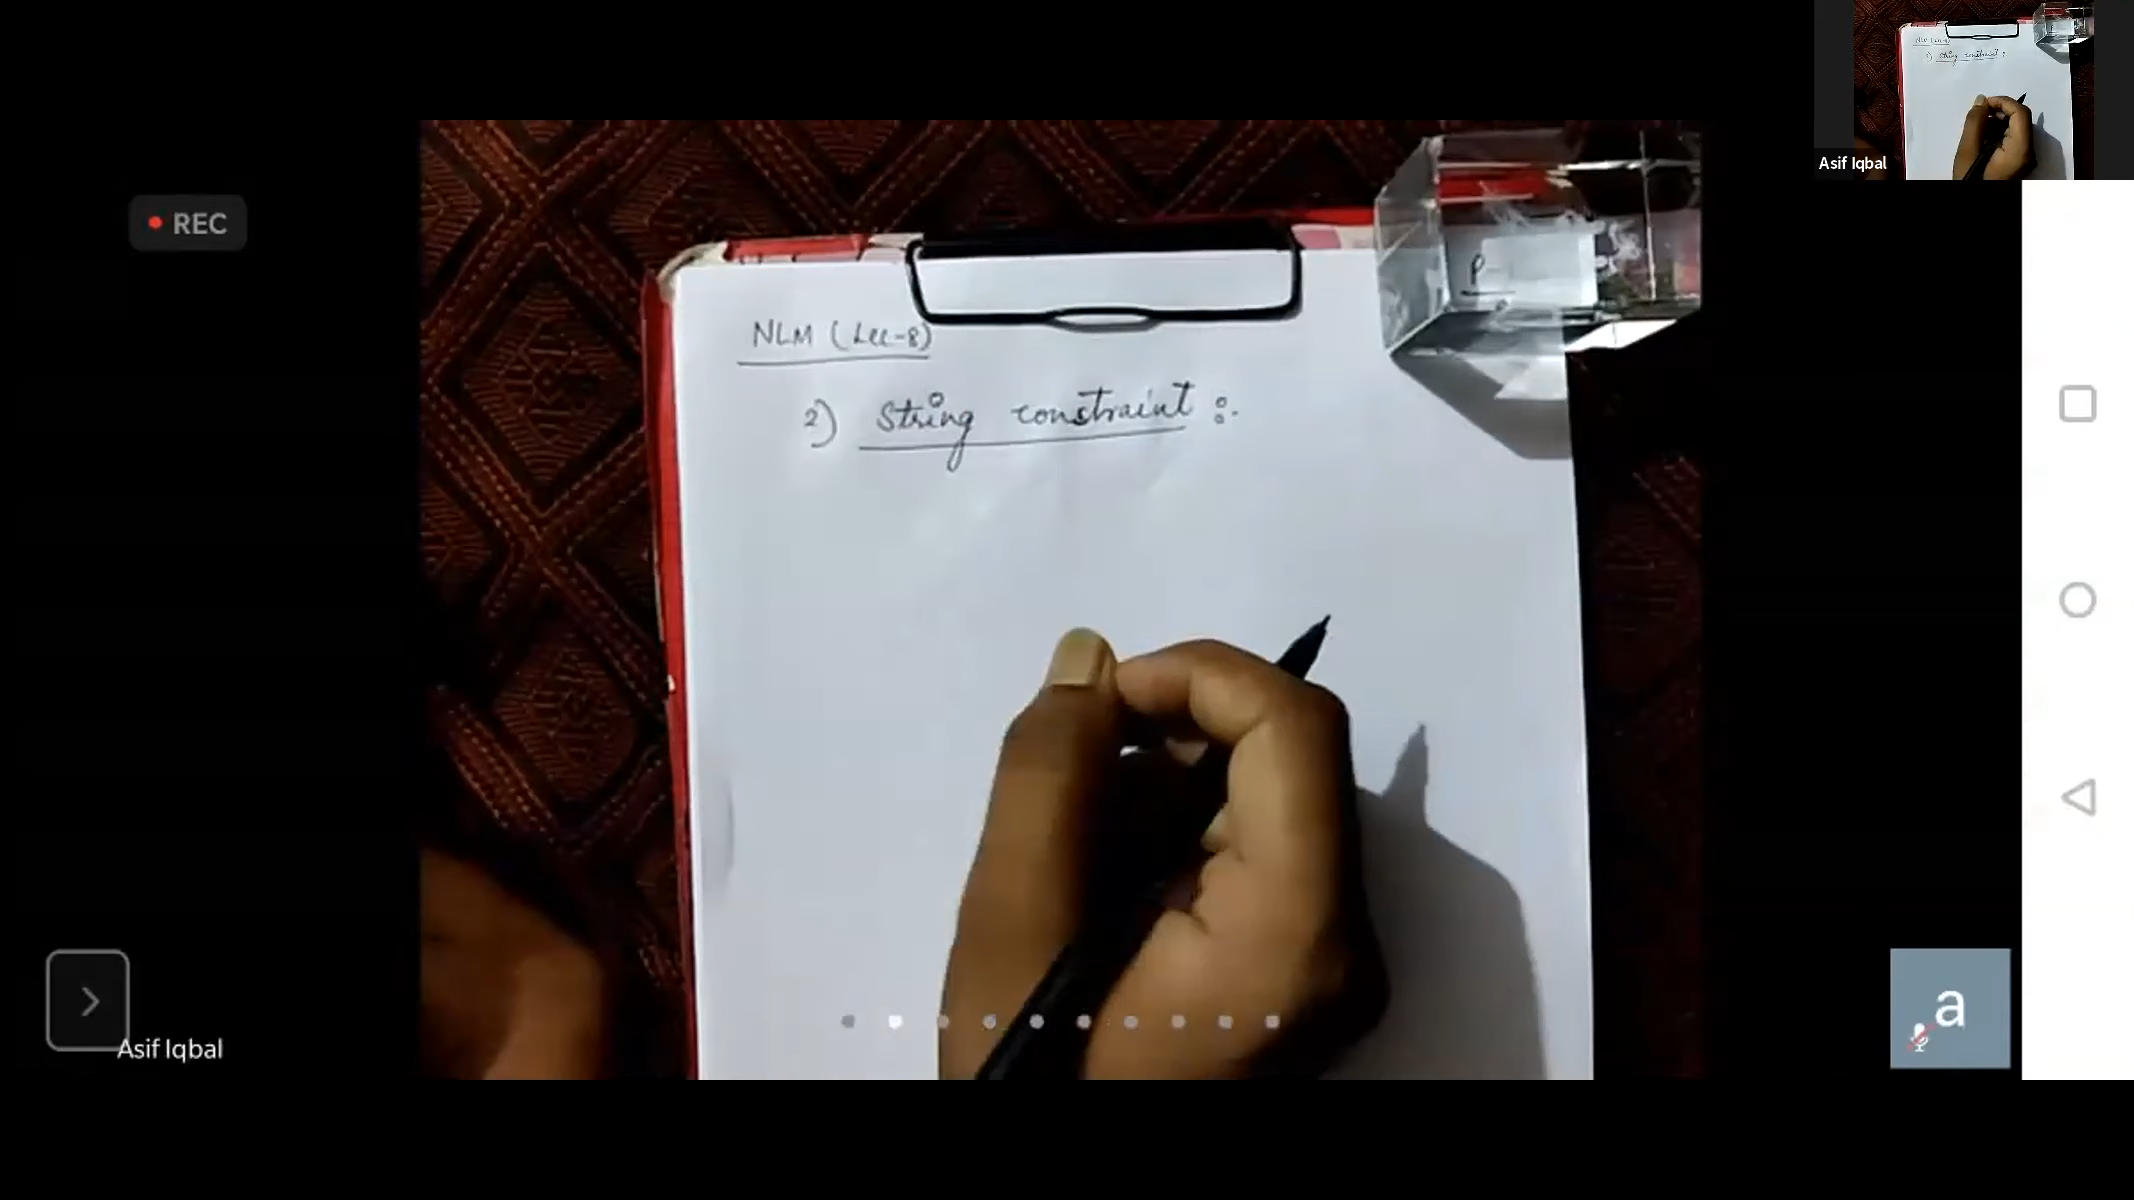 Asif Iqbal
REC
P
NLM (Lec-8)
2) String constraint :-
a
Asif Iqbal